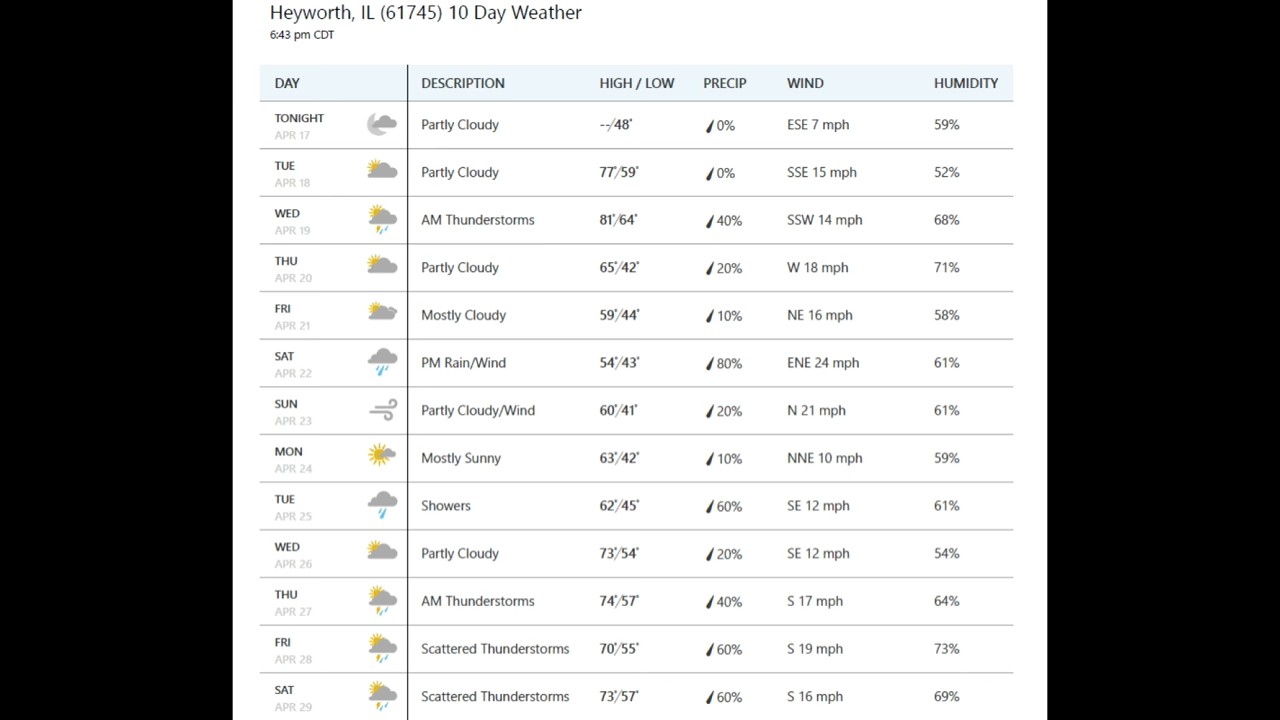 Heyworth, IL (61745) 10 Day Weather
6:43 pm CDT
DAY DESCRIPTION HIGH / LOW PRECIP WIND HUMIDITY
TONIGHT
APR 17
Partly Cloudy --/48° 0% ESE 7 mph 59%
TUE
APR 18
Partly Cloudy 77°/59° 0% SSE 15 mph 52%
WED
APR 19
AM Thunderstorms 81°/64° 40% SSW 14 mph 68%
THU
APR 20
Partly Cloudy 65°/42° 20% W 18 mph 71%
FRI
APR 21
Mostly Cloudy 59°/44° 10% NE 16 mph 58%
SAT
APR 22
PM Rain/Wind 54°/43° 80% ENE 24 mph 61%
SUN
APR 23
Partly Cloudy/Wind 60°/41° 20% N 21 mph 61%
MON
APR 24
Mostly Sunny 63°/42° 10% NNE 10 mph 59%
TUE
APR 25
Showers 62°/45° 60% SE 12 mph 61%
WED
APR 26
Partly Cloudy 73°/54° 20% SE 12 mph 54%
THU
APR 27
AM Thunderstorms 74°/57° 40% S 17 mph 64%
FRI
APR 28
Scattered Thunderstorms 70°/55° 60% S 19 mph 73%
SAT
APR 29
Scattered Thunderstorms 73°/57° 60% S 16 mph 69%